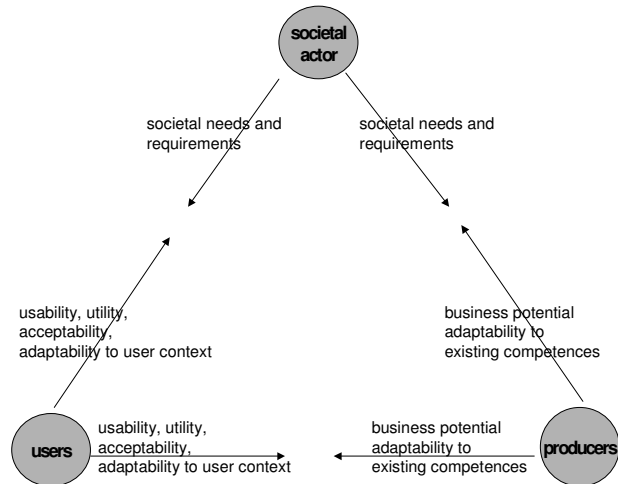 societal
actor
societal needs and
requirements
societal needs and
requirements
usability, utility,
acceptability,
adaptability to user context
business potential
adaptability to
existing competences
users
usability, utility,
acceptability,
adaptability to user context
business potential
adaptability to
existing competences
producers